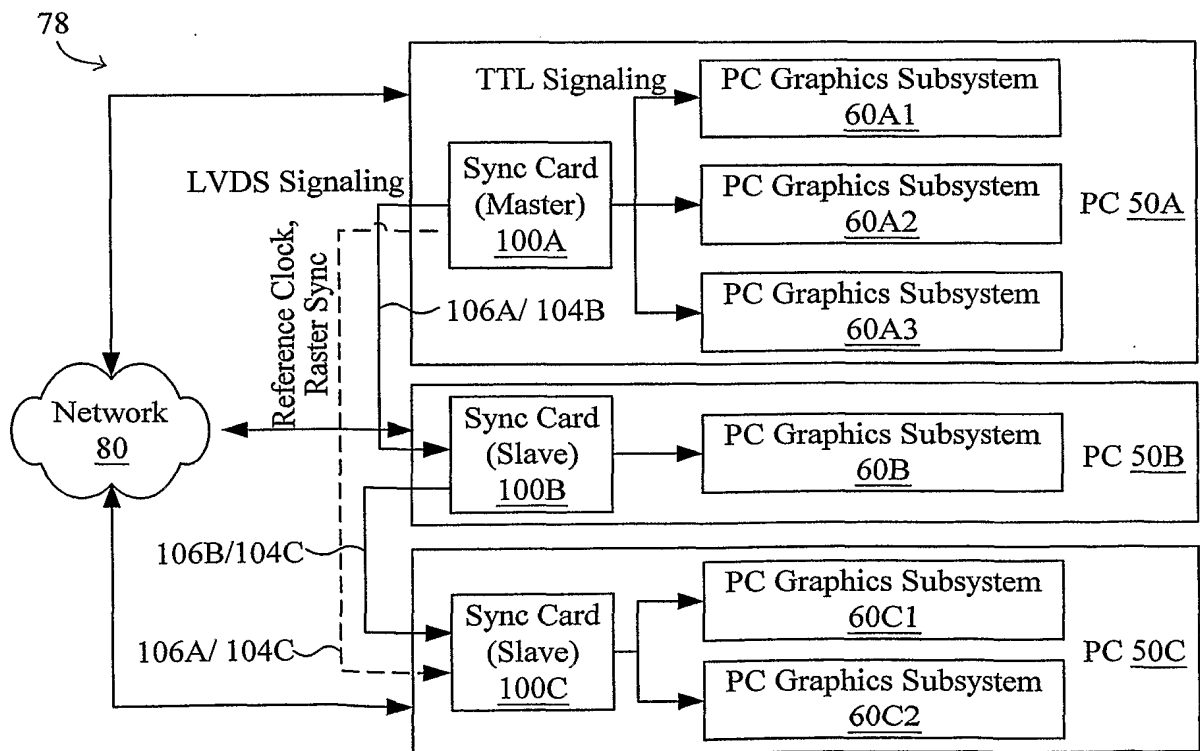 78
TTL Signaling
PC Graphics Subsystem
60A1
LVDS Signaling
Sync Card
(Master)
100A
PC Graphics Subsystem
60A2
PC 50A
Reference Clock,
Raster Sync
106A/ 104B
PC Graphics Subsystem
60A3
Network
80
Sync Card
(Slave)
100B
PC Graphics Subsystem
60B
PC 50B
106B/104C
Sync Card
(Slave)
100C
PC Graphics Subsystem
60C1
PC 50C
106A/ 104C
PC Graphics Subsystem
60C2